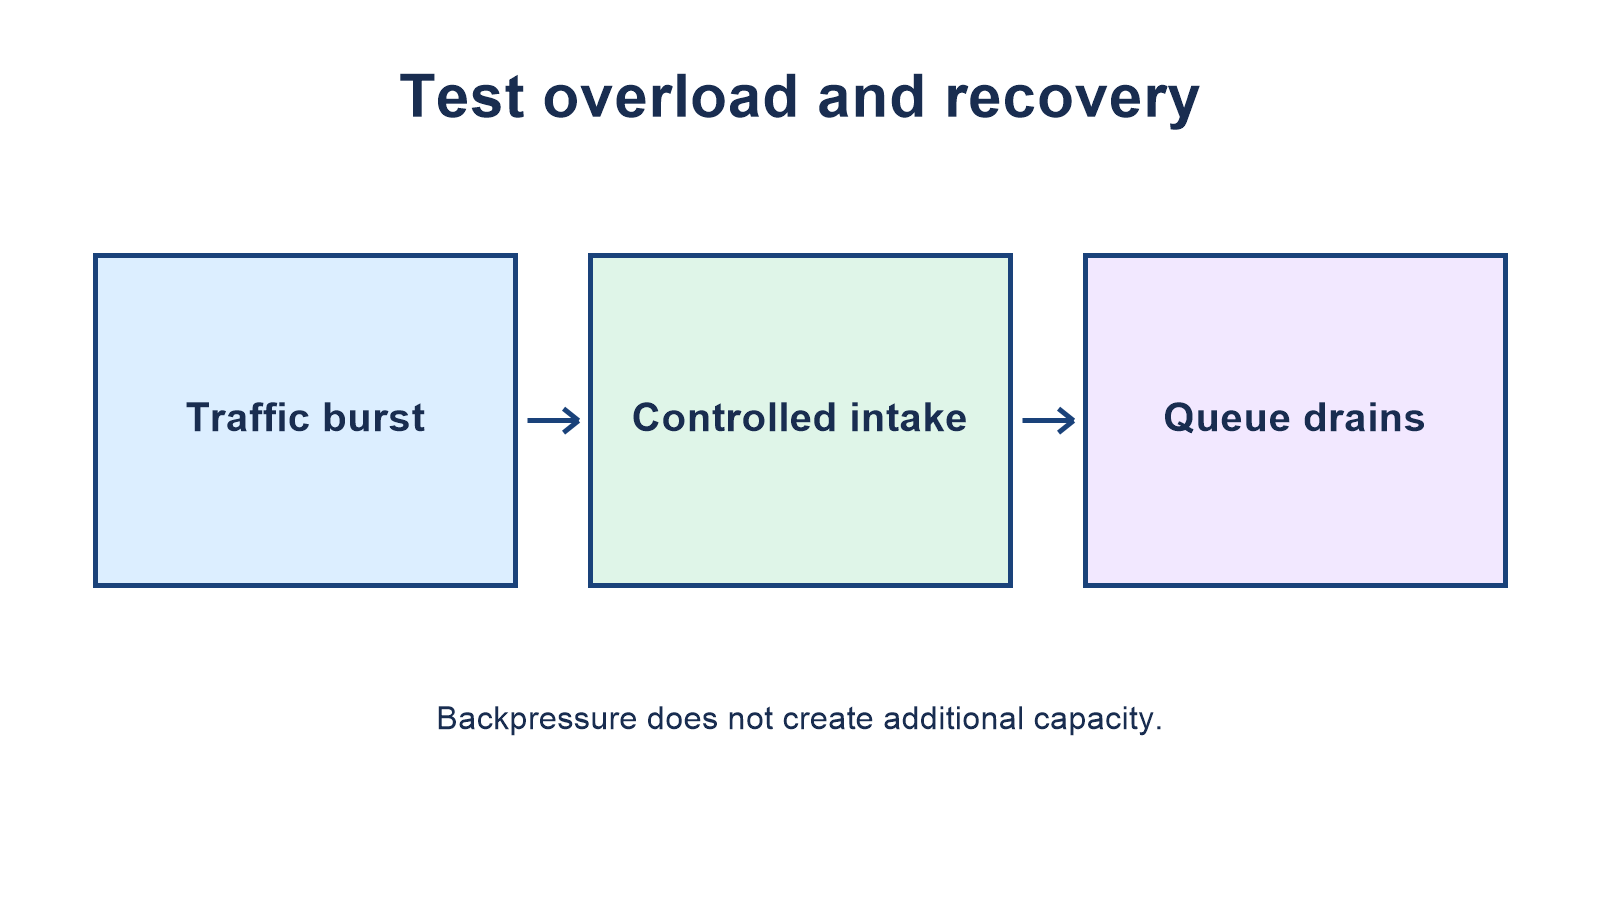 Test overload and recovery
Traffic burst
Controlled intake
Queue drains
Backpressure does not create additional capacity.